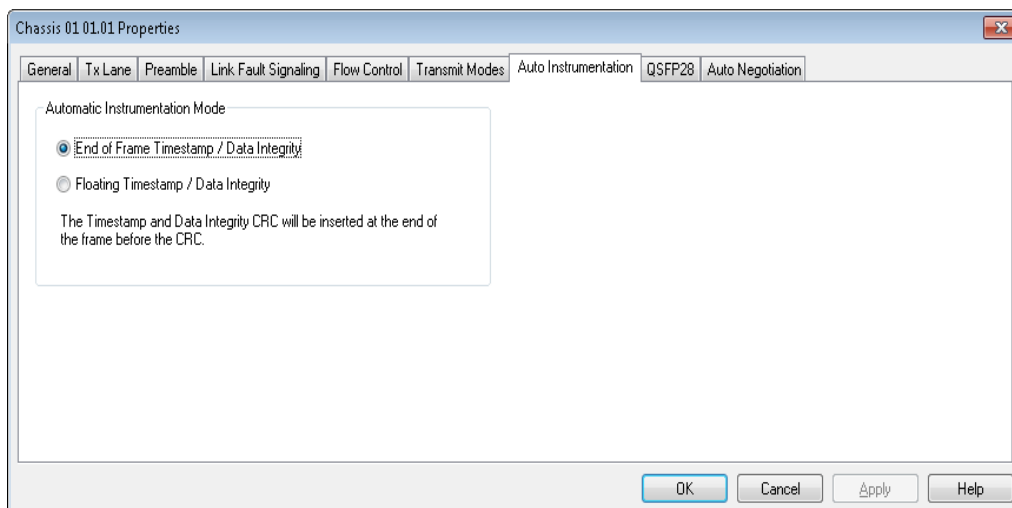 Chassis 01 01.01 Properties
General Tx Lane Preamble Link Fault Signaling Flow Control Transmit Modes Auto Instrumentation QSFP28 Auto Negotiation
Automatic Instrumentation Mode
End of Frame Timestamp / Data Integrity
Floating Timestamp / Data Integrity
The Timestamp and Data Integrity CRC will be inserted at the end of
the frame before the CRC.
OK Cancel Apply Help